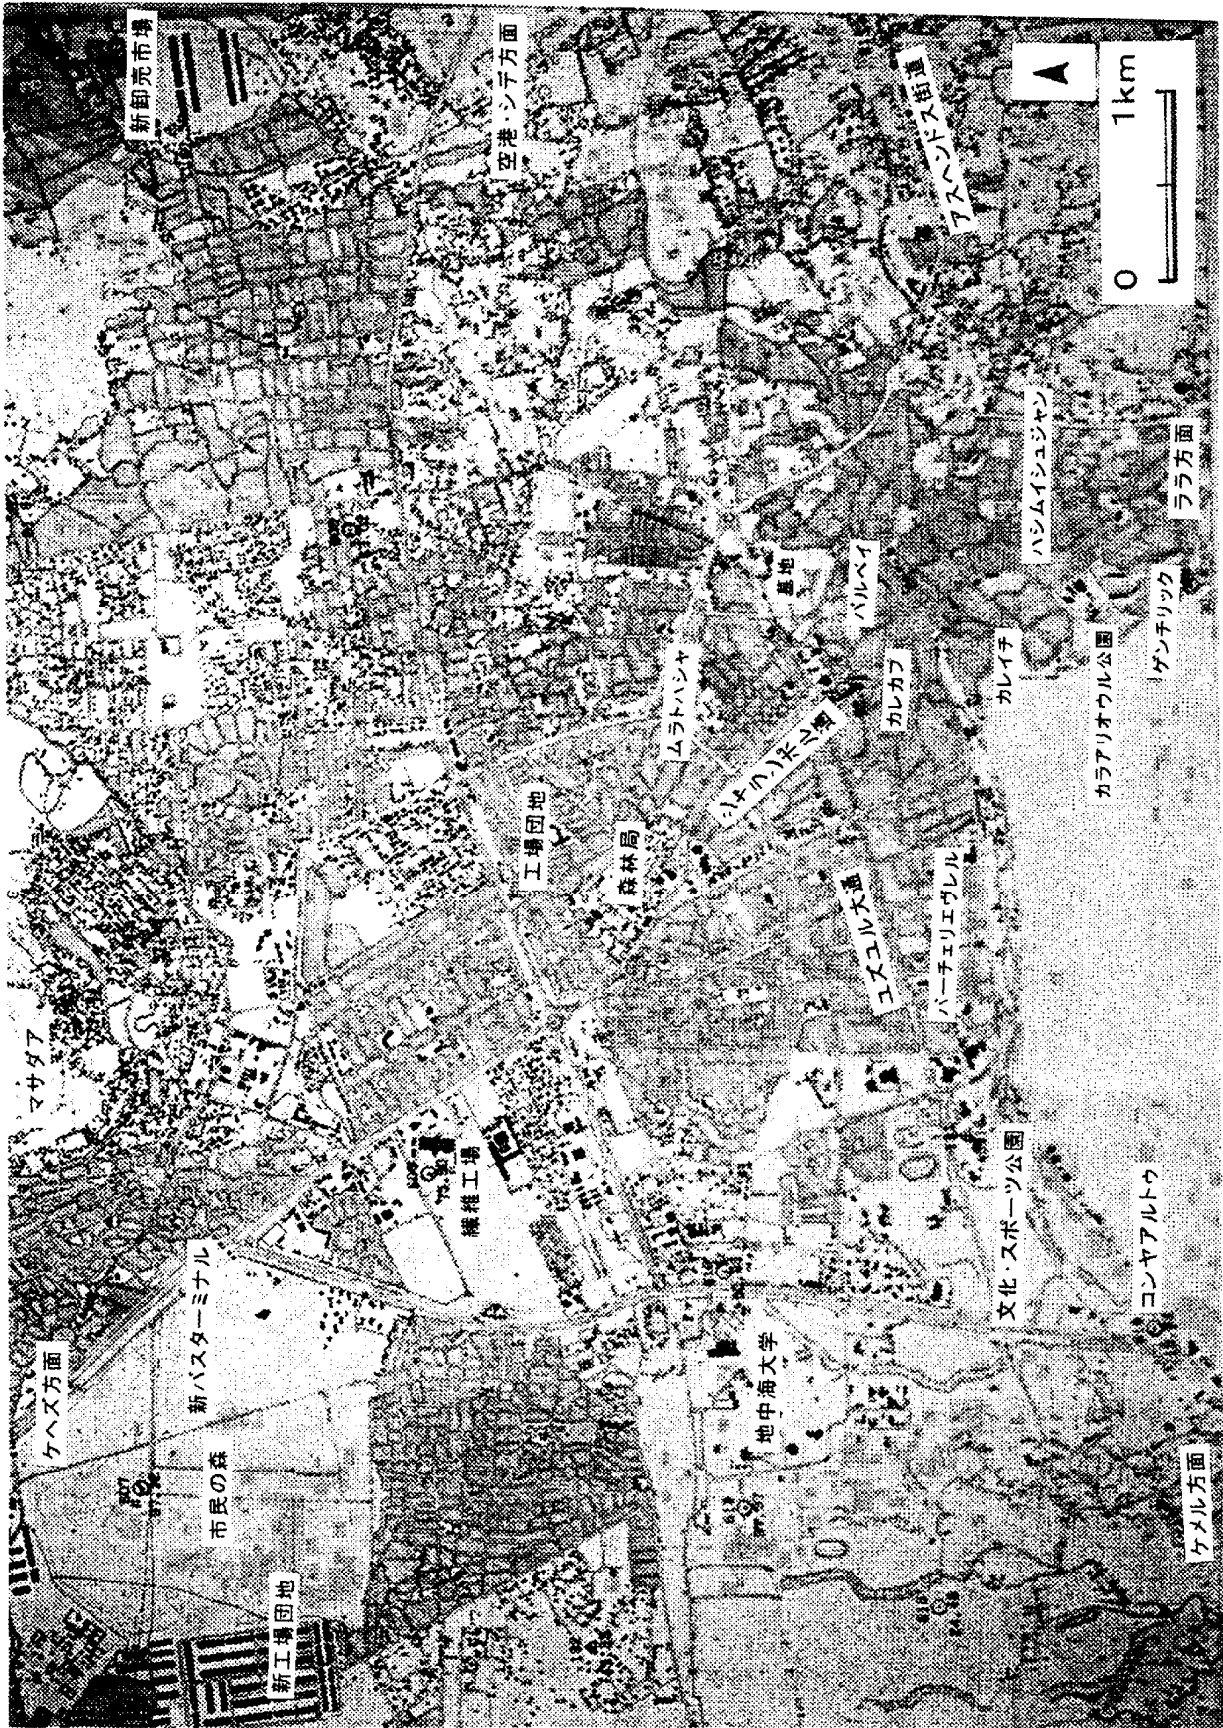 新卸売市場
空港・シデ方面
アスペンドス街道
1km
0
マサダア
ケペズ方面
新バスターミナル
市民の森
新工場団地
繊維工場
工場団地
森林局
ムラトパシャ
墓地
バルベイ
カレカプ
ハシムイシュジャン
カレイチ
カラアリオウル公園
ゲンチリック
ララ方面
ユズユル大通
バーチェリエヴレル
地中海大学
文化・スポーツ公園
コンヤアルトゥ
ケメル方面